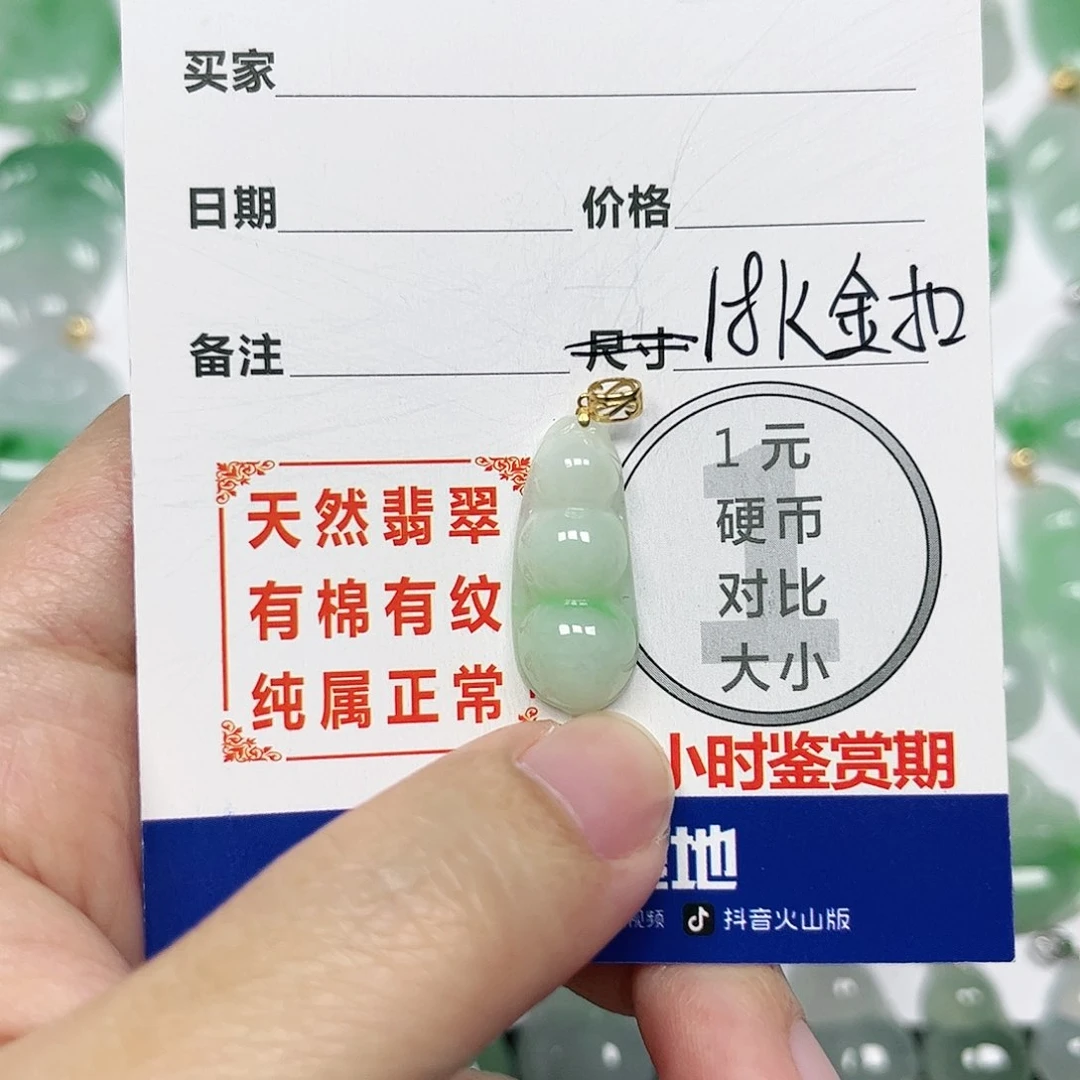 买家
日期 价格
备注 尺寸 18K金扣
天然翡翠
有棉有纹
纯属正常
1元
硬币
对比
大小
小时鉴赏期
地
视频 抖音火山版